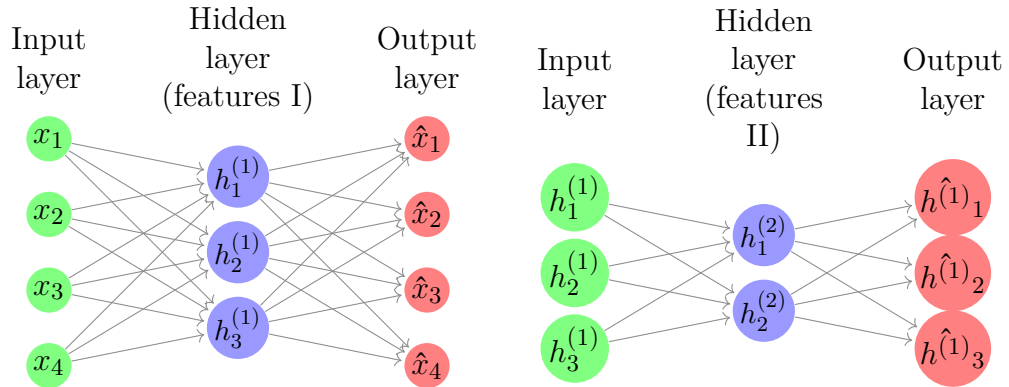 Input
layer
Hidden
layer
(features I)
Output
layer
x₁
x₂
x₃
x₄
h₁⁽¹⁾
h₂⁽¹⁾
h₃⁽¹⁾
x̂₁
x̂₂
x̂₃
x̂₄
Input
layer
Hidden
layer
(features
II)
Output
layer
h₁⁽¹⁾
h₂⁽¹⁾
h₃⁽¹⁾
h₁⁽²⁾
h₂⁽²⁾
h⁽¹̂⁾₁
h⁽¹̂⁾₂
h⁽¹̂⁾₃